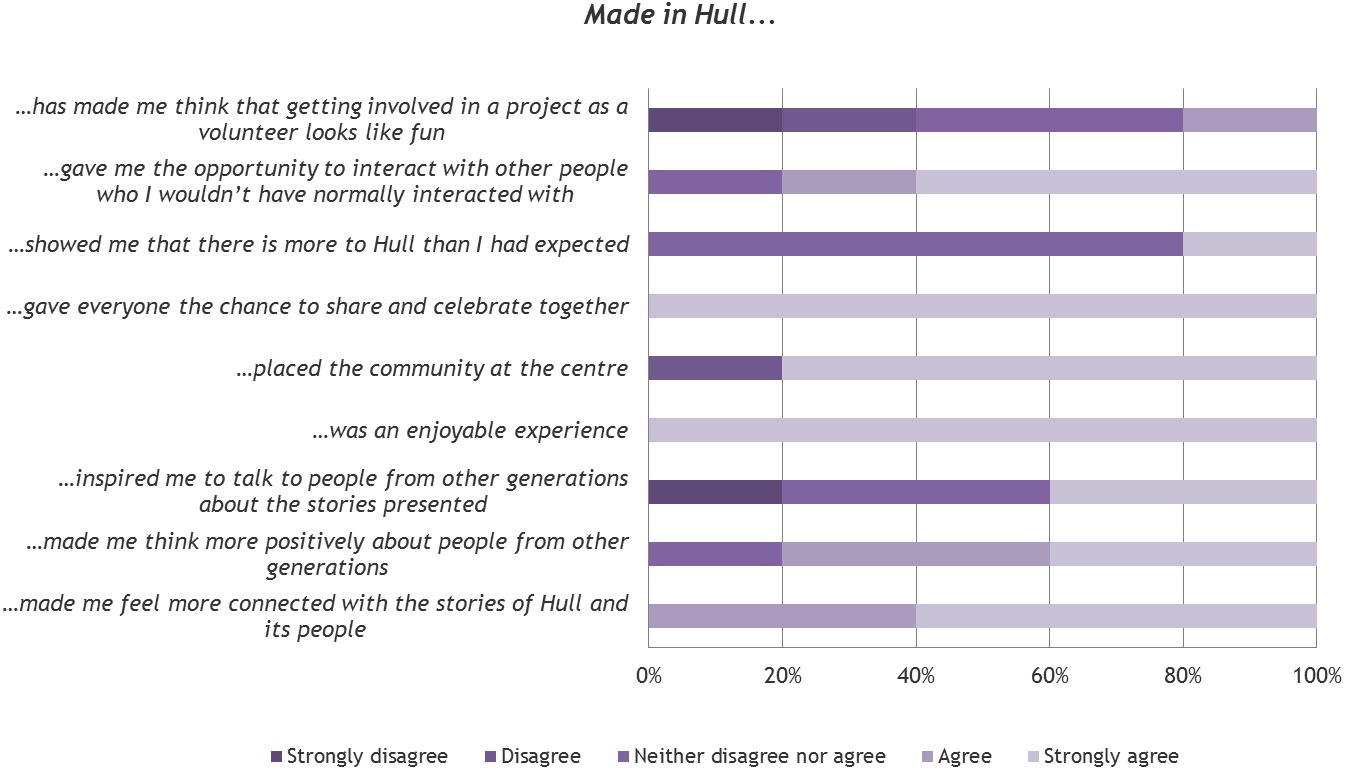 Made in Hull...
…has made me think that getting involved in a project as a
volunteer looks like fun
…gave me the opportunity to interact with other people
who I wouldn’t have normally interacted with
…showed me that there is more to Hull than I had expected
…gave everyone the chance to share and celebrate together
…placed the community at the centre
…was an enjoyable experience
…inspired me to talk to people from other generations
about the stories presented
…made me think more positively about people from other
generations
…made me feel more connected with the stories of Hull and
its people
0% 20% 40% 60% 80% 100%
Strongly disagree Disagree Neither disagree nor agree Agree Strongly agree